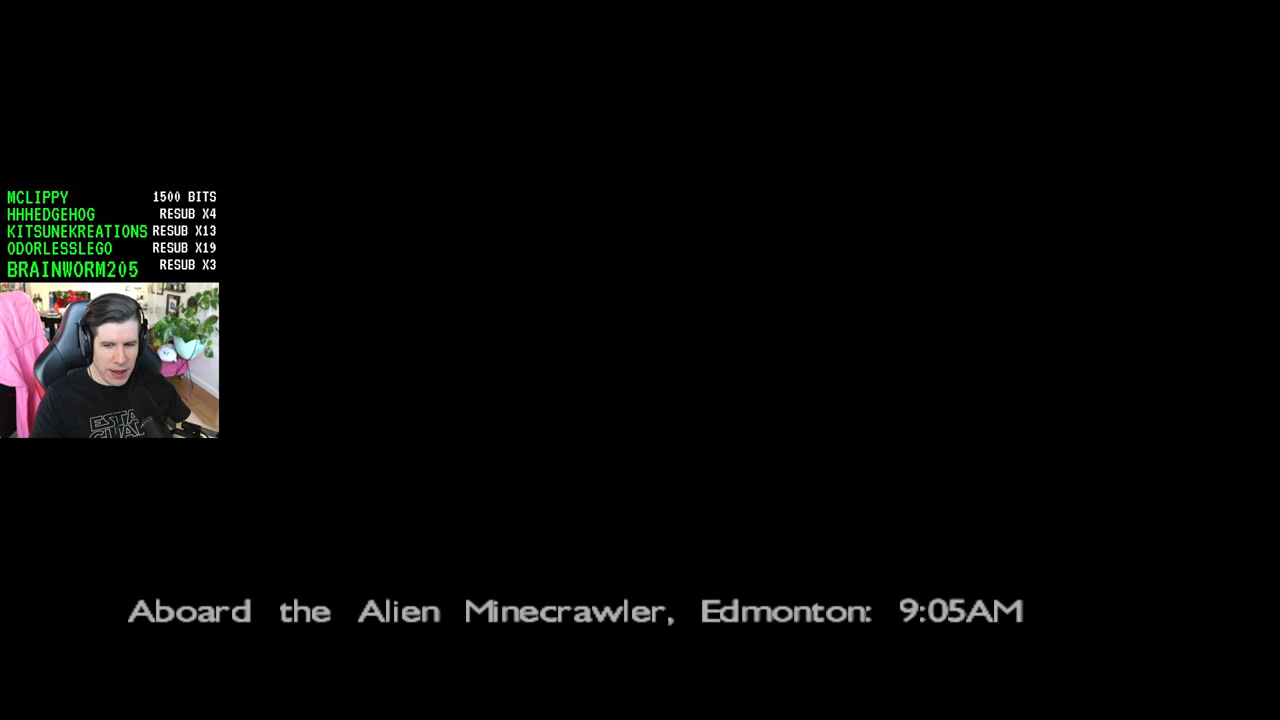 MCLIPPY 1500 BITS
HHHEDGEHOG RESUB X4
KITSUNEKREATIONS RESUB X13
ODORLESSLEGO RESUB X19
BRAINWORM205 RESUB X3
ESTA
Aboard the Alien Minecrawler, Edmonton: 9:05AM